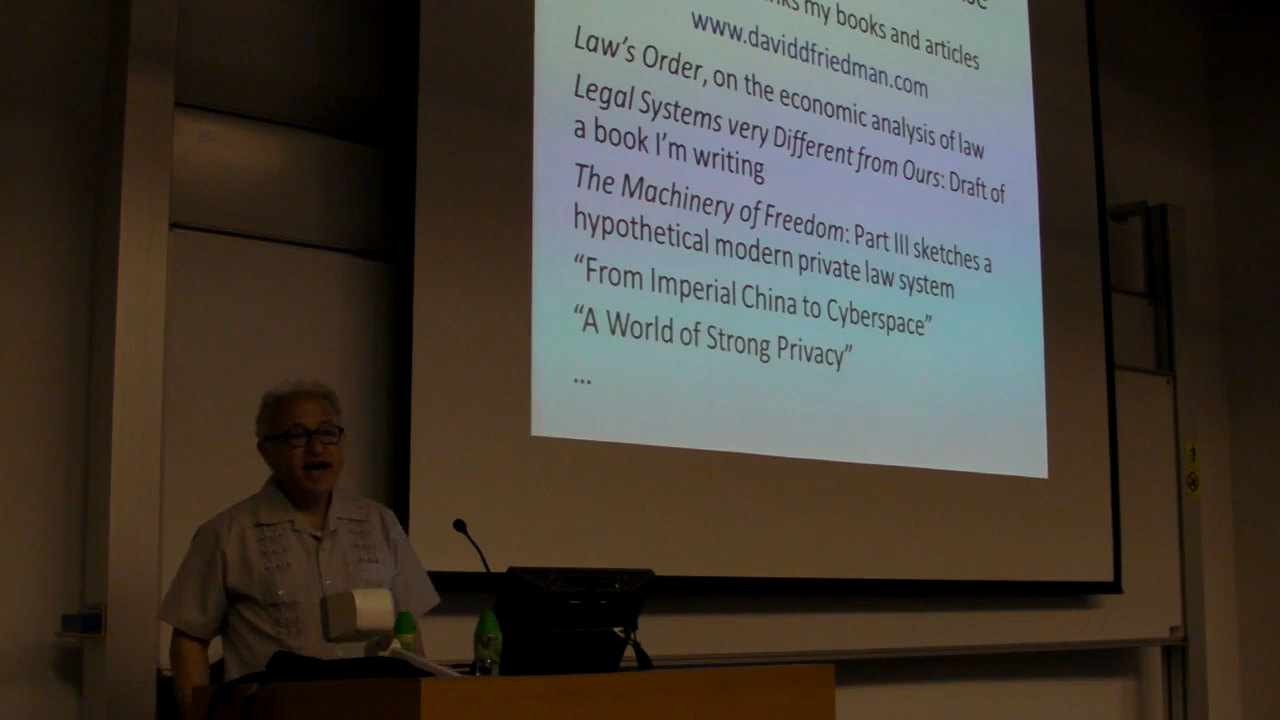 my books and articles
www.daviddfriedman.com
Law's Order, on the economic analysis of law
Legal Systems very Different from Ours: Draft of
a book I'm writing
The Machinery of Freedom: Part III sketches a
hypothetical modern private law system
“From Imperial China to Cyberspace”
“A World of Strong Privacy”
...